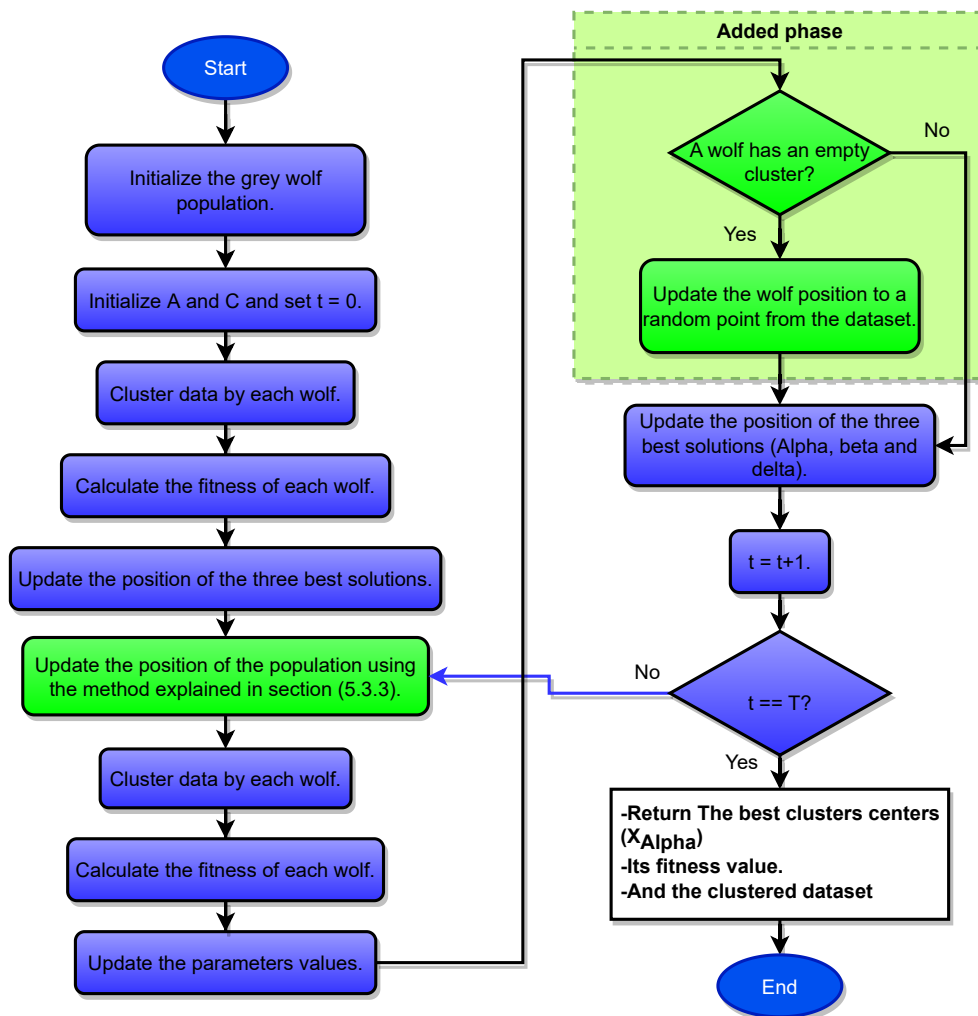 Start
Initialize the grey wolf
population.
Initialize A and C and set t = 0.
Cluster data by each wolf.
Calculate the fitness of each wolf.
Update the position of the three best solutions.
Update the position of the population using
the method explained in section (5.3.3).
Cluster data by each wolf.
Calculate the fitness of each wolf.
Update the parameters values.
Added phase
A wolf has an empty
cluster?
No
Yes
Update the wolf position to a
random point from the dataset.
Update the position of the three
best solutions (Alpha, beta and
delta).
t = t+1.
t == T?
No
Yes
-Return The best clusters centers
(XAlpha)
-Its fitness value.
-And the clustered dataset
End